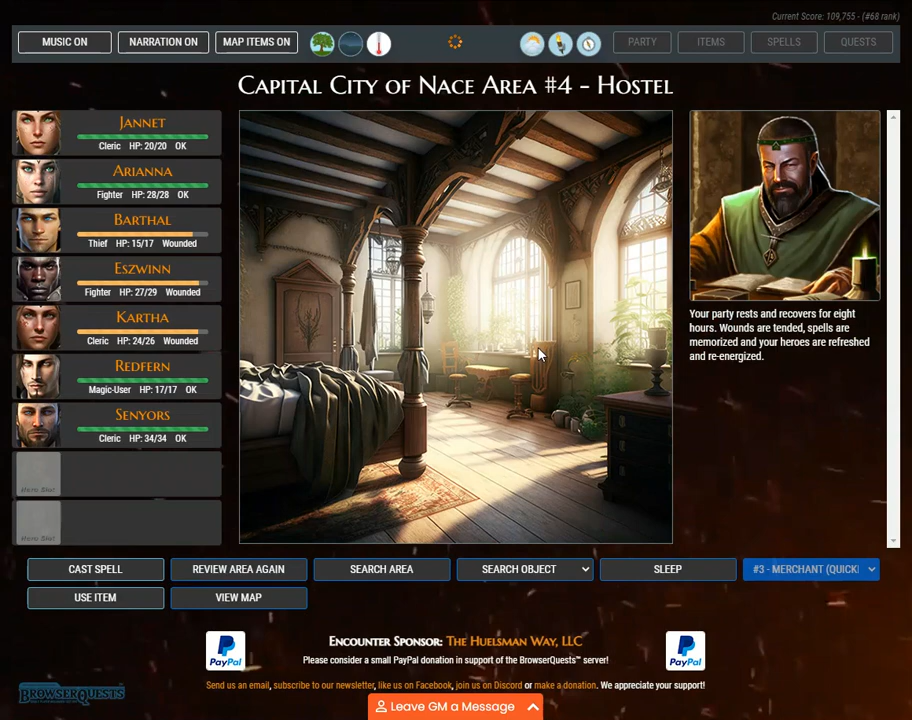 Current Score: 109,755 - (#68 rank)
MUSIC ON
NARRATION ON
MAP ITEMS ON
PARTY
ITEMS
SPELLS
QUESTS
Capital City of Nace Area #4 - Hostel
Jannet
Cleric HP: 20/20 OK
Arianna
Fighter HP: 28/28 OK
Barthal
Thief HP: 15/17 Wounded
Eszwinn
Fighter HP: 27/29 Wounded
Kartha
Cleric HP: 24/26 Wounded
Redfern
Magic-User HP: 17/17 OK
Senyors
Cleric HP: 34/34 OK
Hero Slot
Hero Slot
Your party rests and recovers for eight
hours. Wounds are tended, spells are
memorized and your heroes are refreshed
and re-energized.
CAST SPELL
REVIEW AREA AGAIN
SEARCH AREA
SEARCH OBJECT
SLEEP
#3 - MERCHANT (QUICK
USE ITEM
VIEW MAP
PayPal
Encounter Sponsor: The Huelsman Way, LLC
Please consider a small PayPal donation in support of the BrowserQuests™ server!
PayPal
Send us an email, subscribe to our newsletter, like us on Facebook, join us on Discord or make a donation. We appreciate your support!
BrowserQuests
Leave GM a Message